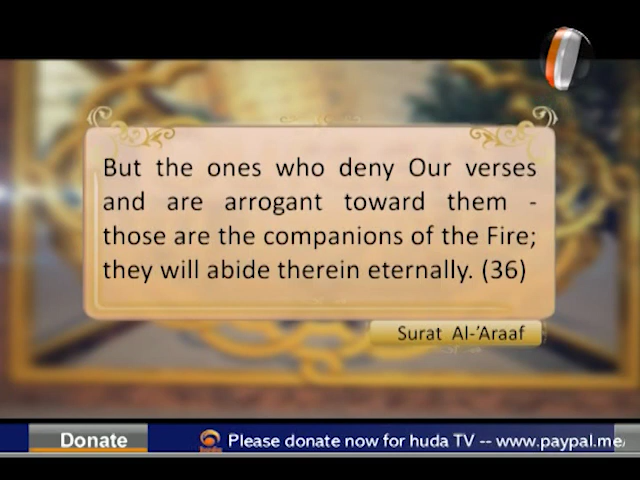 But the ones who deny Our verses
and are arrogant toward them -
those are the companions of the Fire;
they will abide therein eternally. (36)
Surat Al-'Araaf
Donate
Please donate now for huda TV -- www.paypal.me/